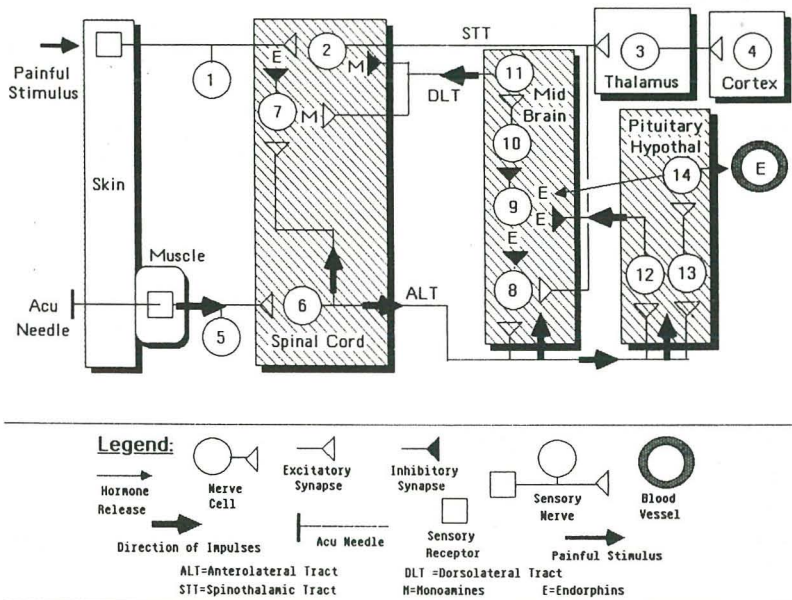 Painful
Stimulus
1
E
2
M
STT
3
Thalamus
4
Cortex
7
M
DLT
11
Mid
Brain
10
Pituitary
Hypothal
14
E
Skin
9
E
E
E
12
13
8
Muscle
Acu
Needle
5
6
Spinal Cord
ALT
Legend:
Hormone
Release
Nerve
Cell
Excitatory
Synapse
Inhibitory
Synapse
Sensory
Nerve
Blood
Vessel
Direction of Impulses
Acu Needle
Sensory
Receptor
Painful Stimulus
ALT=Anterolateral Tract
DLT =Dorsolateral Tract
STT=Spinothalamic Tract
M=Monoamines
E=Endorphins